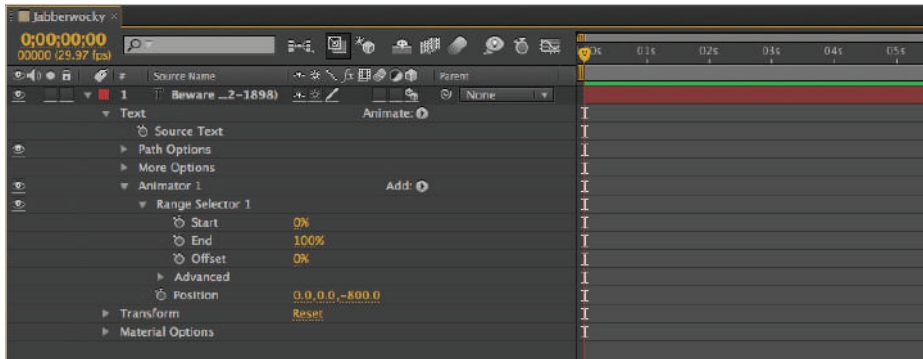 Jabberwocky ×
0;00;00;00
00000 (29.97 fps)
00s 01s 02s 03s 04s 05s
# Source Name Parent
1 T Beware ...2-1898) None
Text Animate:
Source Text
Path Options
More Options
Animator 1 Add:
Range Selector 1
Start 0%
End 100%
Offset 0%
Advanced
Position 0.0,0.0,-800.0
Transform Reset
Material Options